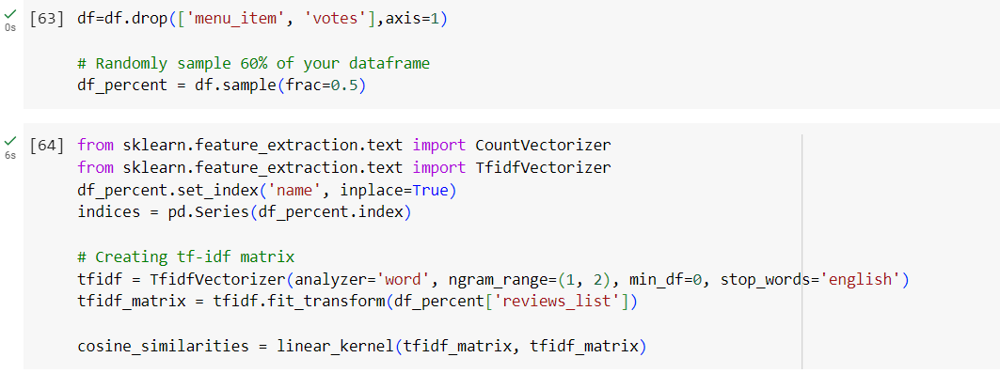 [63] df=df.drop(['menu_item', 'votes'],axis=1)
0s
# Randomly sample 60% of your dataframe
df_percent = df.sample(frac=0.5)
[64] from sklearn.feature_extraction.text import CountVectorizer
6s
from sklearn.feature_extraction.text import TfidfVectorizer
df_percent.set_index('name', inplace=True)
indices = pd.Series(df_percent.index)
# Creating tf-idf matrix
tfidf = TfidfVectorizer(analyzer='word', ngram_range=(1, 2), min_df=0, stop_words='english')
tfidf_matrix = tfidf.fit_transform(df_percent['reviews_list'])
cosine_similarities = linear_kernel(tfidf_matrix, tfidf_matrix)